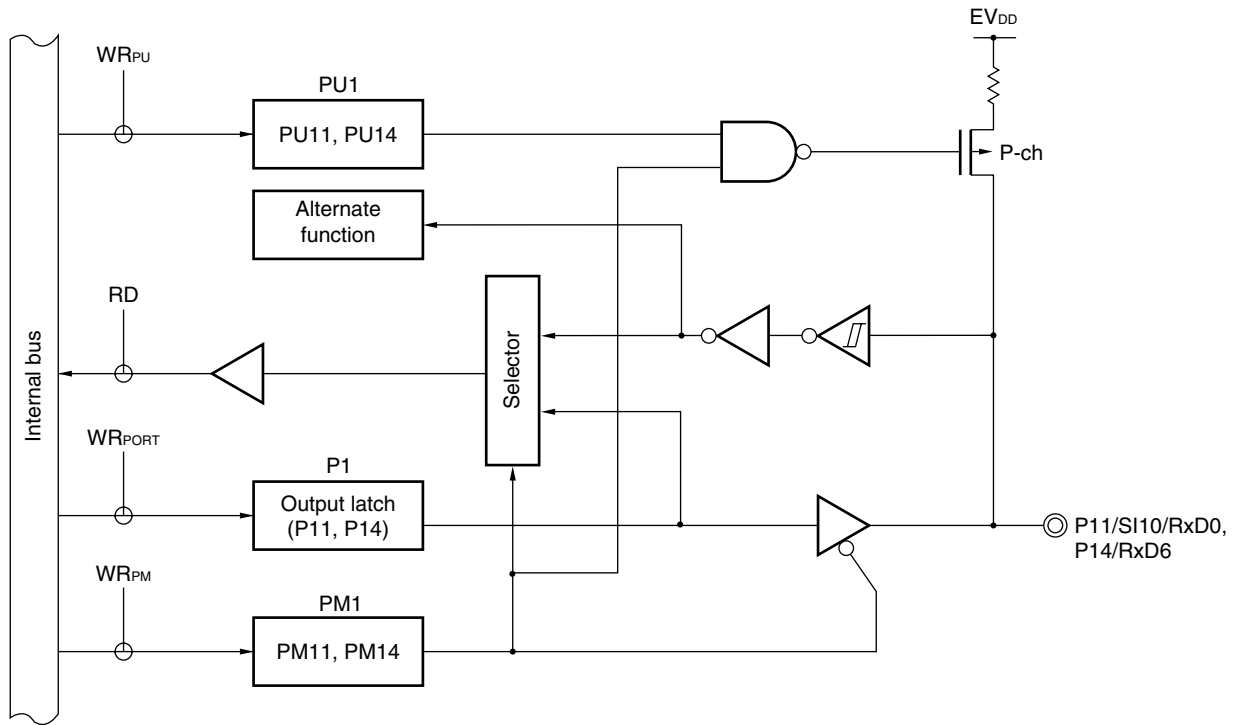 EVDD
WRPU
PU1
PU11, PU14
P-ch
Alternate
function
RD
Selector
Internal bus
WRPORT
P1
Output latch
(P11, P14)
P11/SI10/RxD0,
P14/RxD6
WRPM
PM1
PM11, PM14